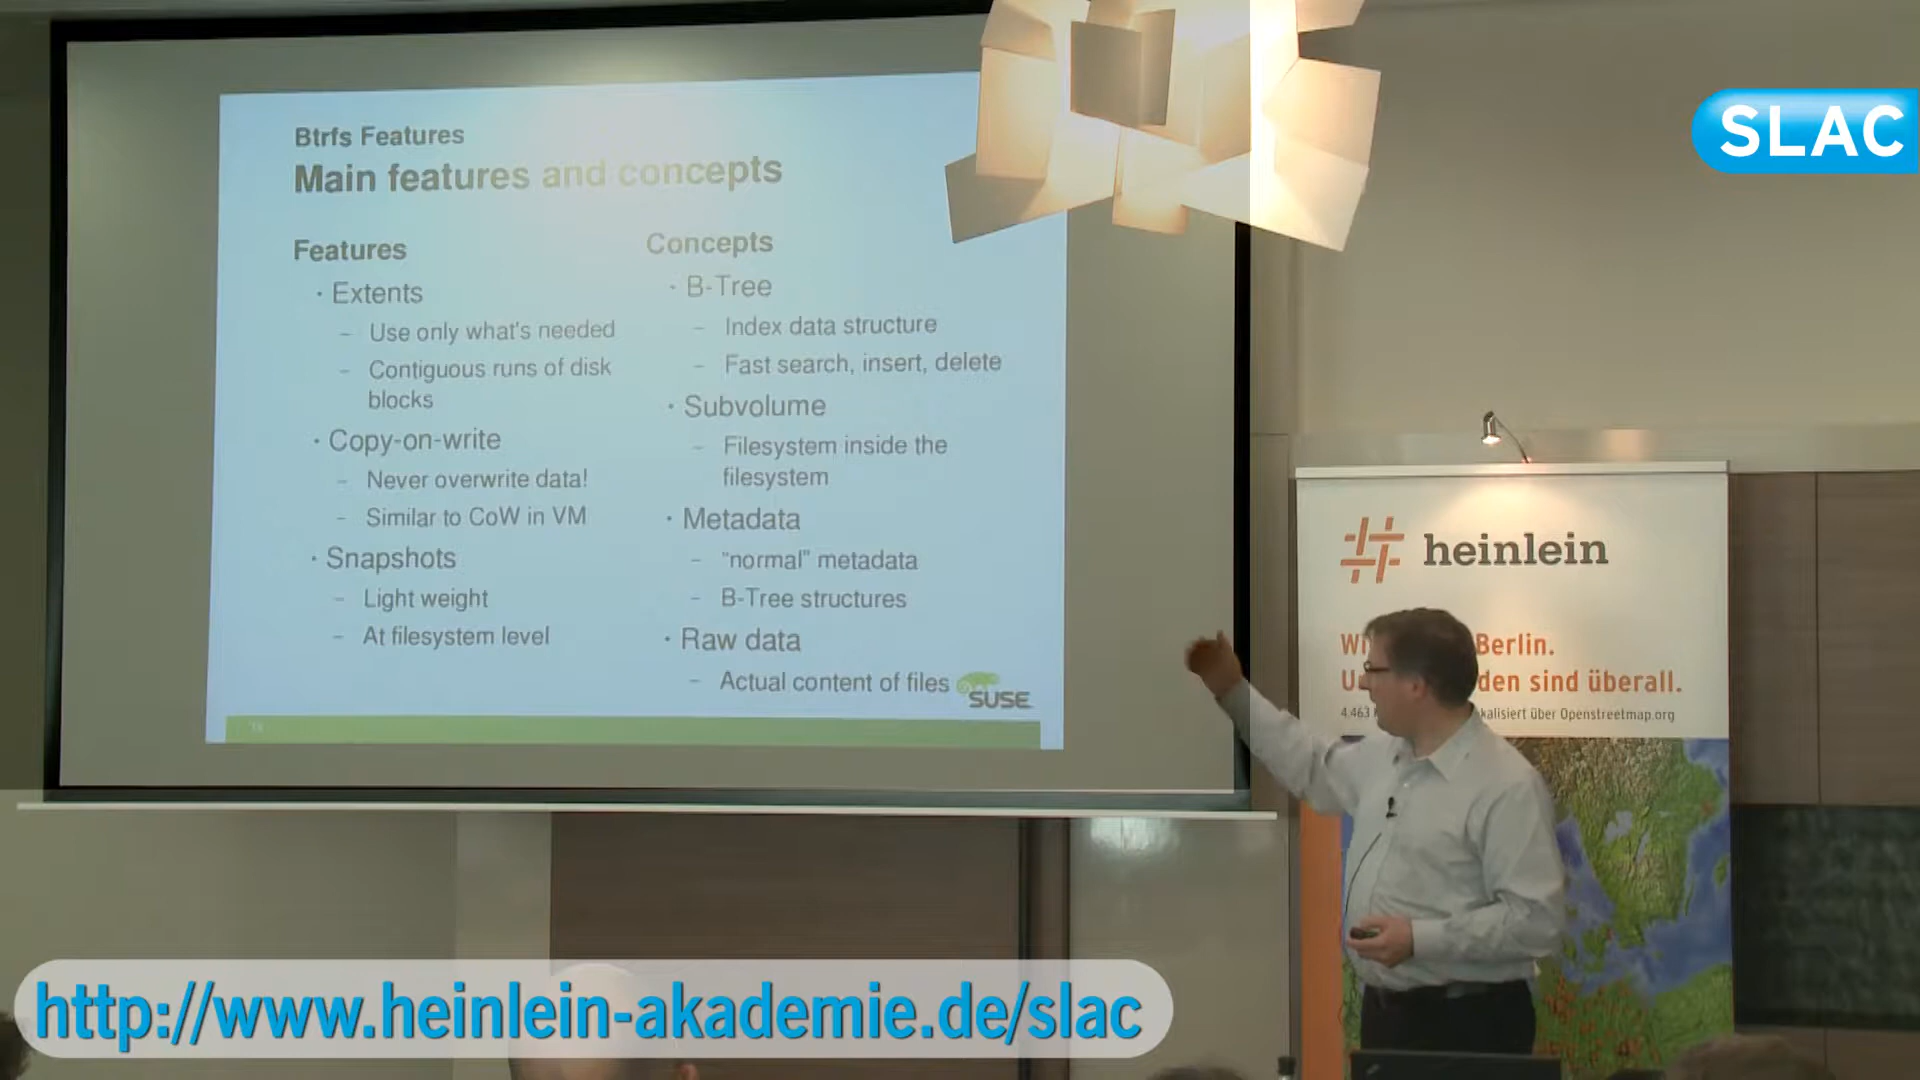 SLAC
Btrfs Features
Main features and concepts
Features
· Extents
– Use only what's needed
– Contiguous runs of disk
blocks
· Copy-on-write
– Never overwrite data!
– Similar to CoW in VM
· Snapshots
– Light weight
– At filesystem level
Concepts
· B-Tree
– Index data structure
– Fast search, insert, delete
· Subvolume
– Filesystem inside the
filesystem
· Metadata
– "normal" metadata
– B-Tree structures
· Raw data
– Actual content of files
SUSE
heinlein
Berlin.
den sind überall.
4.463 kalisiert über Openstreetmap.org
http://www.heinlein-akademie.de/slac